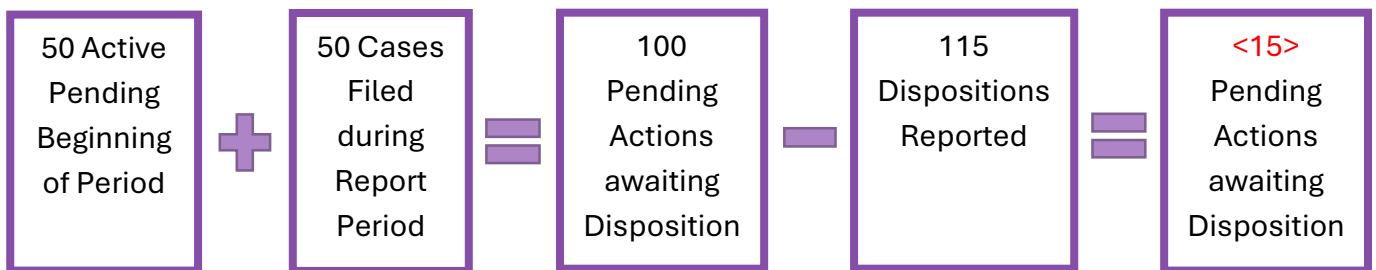 50 Active
Pending
Beginning
of Period
50 Cases
Filed
during
Report
Period
100
Pending
Actions
awaiting
Disposition
115
Dispositions
Reported
<15>
Pending
Actions
awaiting
Disposition